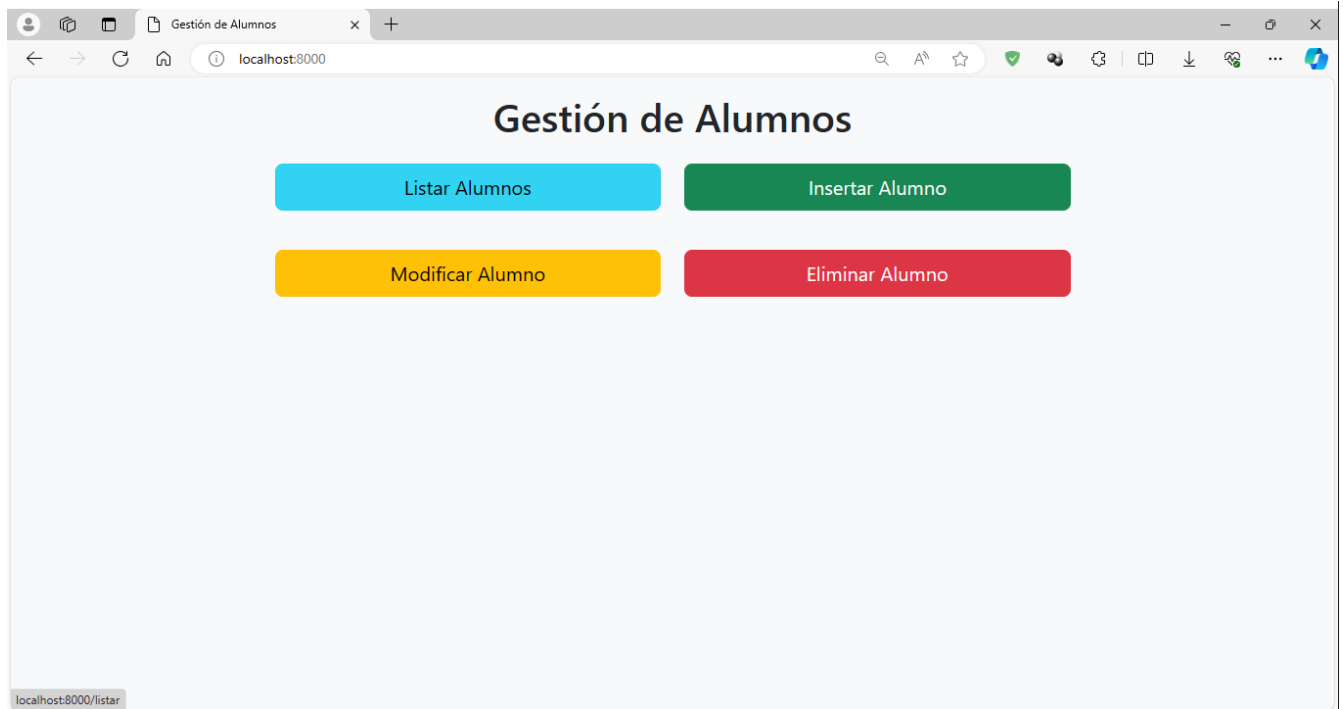 Gestión de Alumnos
localhost:8000
Gestión de Alumnos
Listar Alumnos
Insertar Alumno
Modificar Alumno
Eliminar Alumno
localhost:8000/listar